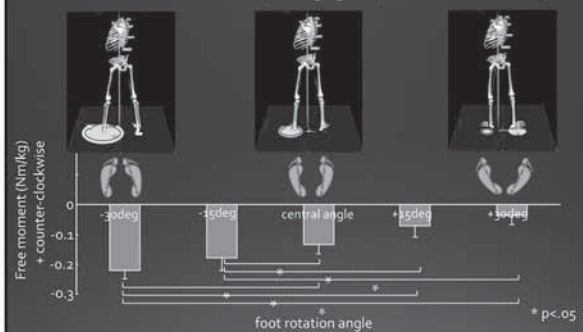 Free moment (Nm/kg)
+ counter-clockwise
0
-0.1
-0.2
-0.3
-30deg
-15deg
central angle
+15deg
+30deg
*
*
*
*
*
*
* p<.05
foot rotation angle